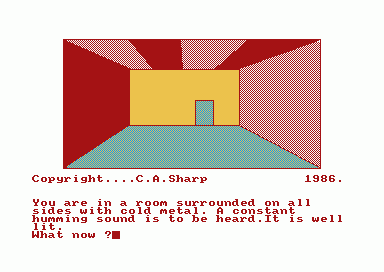 Copyright....C.A.Sharp 1986.
You are in a room surrounded on all
sides with cold metal. A constant
humming sound is to be heard.It is well
lit.
What now ?